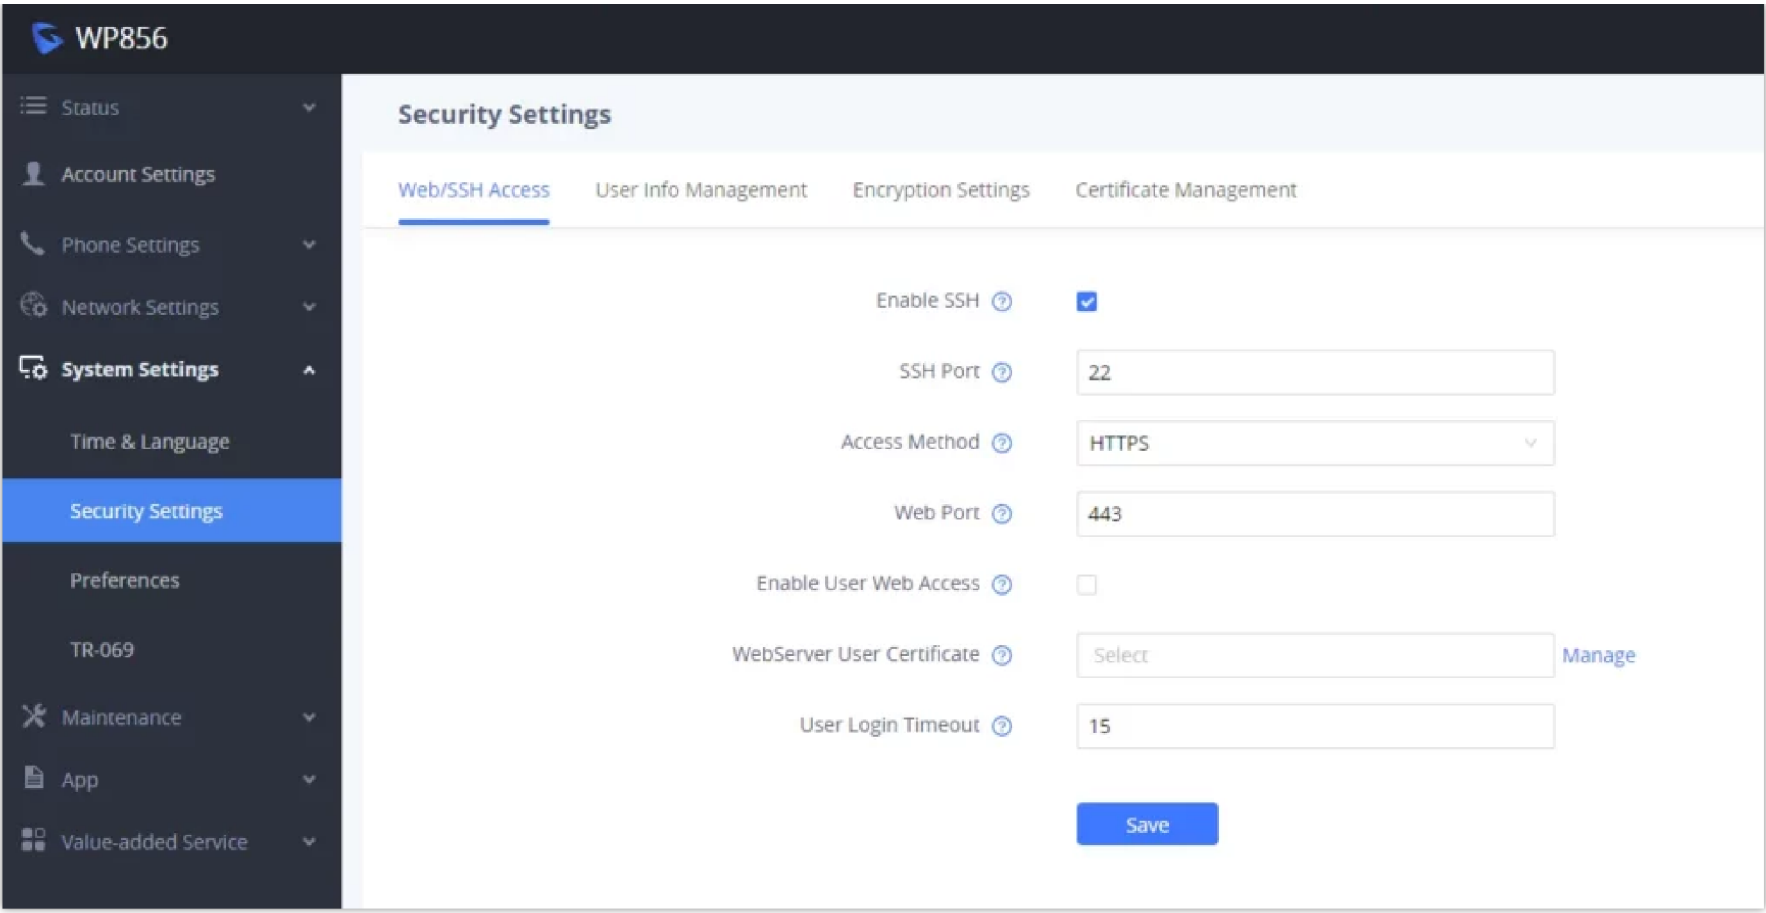 WP856
Status
Account Settings
Phone Settings
Network Settings
System Settings
Time & Language
Security Settings
Preferences
TR-069
Maintenance
App
Value-added Service
Security Settings
Web/SSH Access User Info Management Encryption Settings Certificate Management
Enable SSH
SSH Port 22
Access Method HTTPS
Web Port 443
Enable User Web Access
WebServer User Certificate Select Manage
User Login Timeout 15
Save